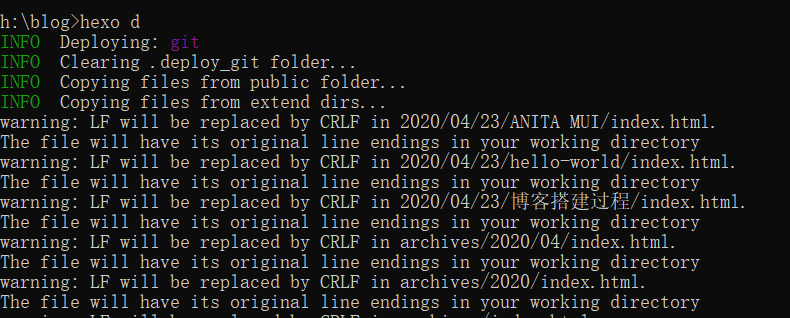 h:\blog>hexo d
INFO  Deploying: git
INFO  Clearing .deploy_git folder...
INFO  Copying files from public folder...
INFO  Copying files from extend dirs...
warning: LF will be replaced by CRLF in 2020/04/23/ANITA MUI/index.html.
The file will have its original line endings in your working directory
warning: LF will be replaced by CRLF in 2020/04/23/hello-world/index.html.
The file will have its original line endings in your working directory
warning: LF will be replaced by CRLF in 2020/04/23/博客搭建过程/index.html.
The file will have its original line endings in your working directory
warning: LF will be replaced by CRLF in archives/2020/04/index.html.
The file will have its original line endings in your working directory
warning: LF will be replaced by CRLF in archives/2020/index.html.
The file will have its original line endings in your working directory